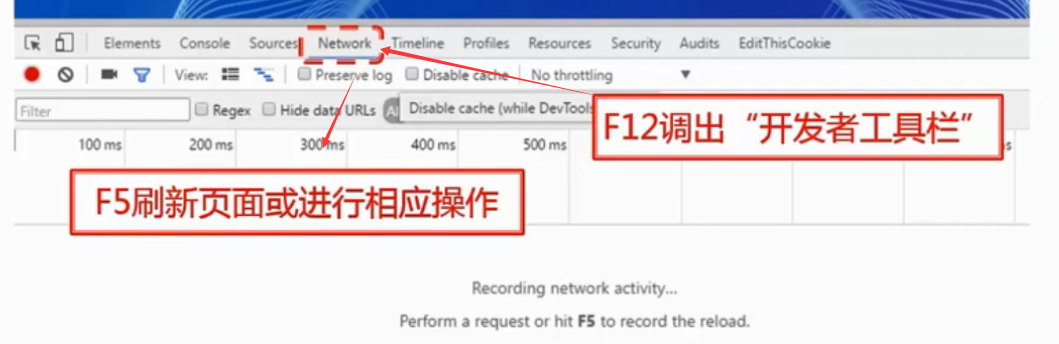 Elements Console Sources Network Timeline Profiles Resources Security Audits EditThisCookie
View: Preserve log Disable cache No throttling
Filter Regex Hide data URLs Disable cache (while DevTools
F12调出“开发者工具栏”
100 ms 200 ms 300 ms 400 ms 500 ms
F5刷新页面或进行相应操作
Recording network activity...
Perform a request or hit F5 to record the reload.